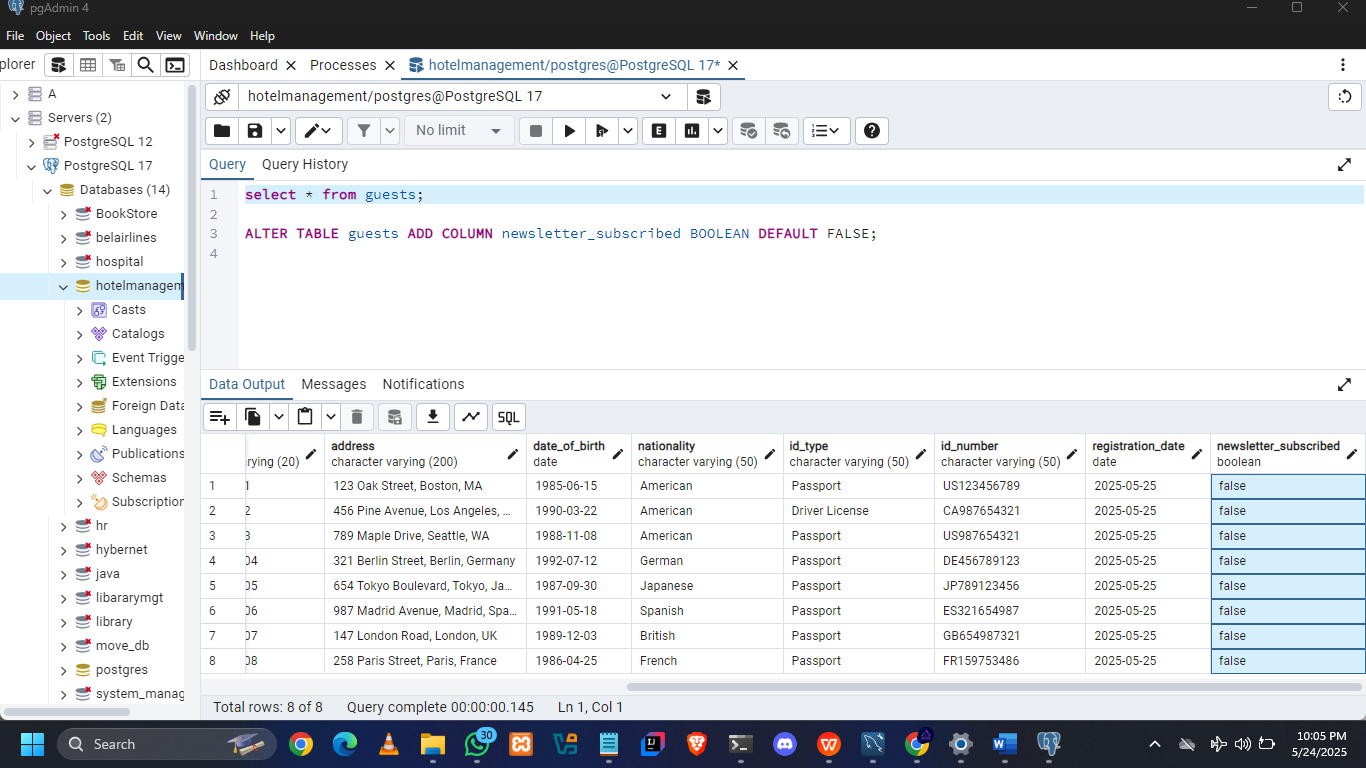 pgAdmin 4
File Object Tools Edit View Window Help
plorer
Dashboard Processes hotelmanagement/postgres@PostgreSQL 17*
A
Servers (2)
PostgreSQL 12
PostgreSQL 17
Databases (14)
BookStore
belairlines
hospital
hotelmanagem
Casts
Catalogs
Event Trigge
Extensions
Foreign Data
Languages
Publications
Schemas
Subscription
hr
hybernet
java
libararymgt
library
move_db
postgres
system_manag
hotelmanagement/postgres@PostgreSQL 17
No limit
E
Query Query History
1 select * from guests;
2
3 ALTER TABLE guests ADD COLUMN newsletter_subscribed BOOLEAN DEFAULT FALSE;
4
Data Output Messages Notifications
SQL
address date_of_birth nationality id_type id_number registration_date newsletter_subscribed
rying (20) character varying (200) date character varying (50) character varying (50) character varying (50) date boolean
1 1 123 Oak Street, Boston, MA 1985-06-15 American Passport US123456789 2025-05-25 false
2 2 456 Pine Avenue, Los Angeles, ... 1990-03-22 American Driver License CA987654321 2025-05-25 false
3 3 789 Maple Drive, Seattle, WA 1988-11-08 American Passport US987654321 2025-05-25 false
4 04 321 Berlin Street, Berlin, Germany 1992-07-12 German Passport DE456789123 2025-05-25 false
5 05 654 Tokyo Boulevard, Tokyo, Ja... 1987-09-30 Japanese Passport JP789123456 2025-05-25 false
6 06 987 Madrid Avenue, Madrid, Spa... 1991-05-18 Spanish Passport ES321654987 2025-05-25 false
7 07 147 London Road, London, UK 1989-12-03 British Passport GB654987321 2025-05-25 false
8 08 258 Paris Street, Paris, France 1986-04-25 French Passport FR159753486 2025-05-25 false
Total rows: 8 of 8 Query complete 00:00:00.145 Ln 1, Col 1
Search
30
10:05 PM
5/24/2025